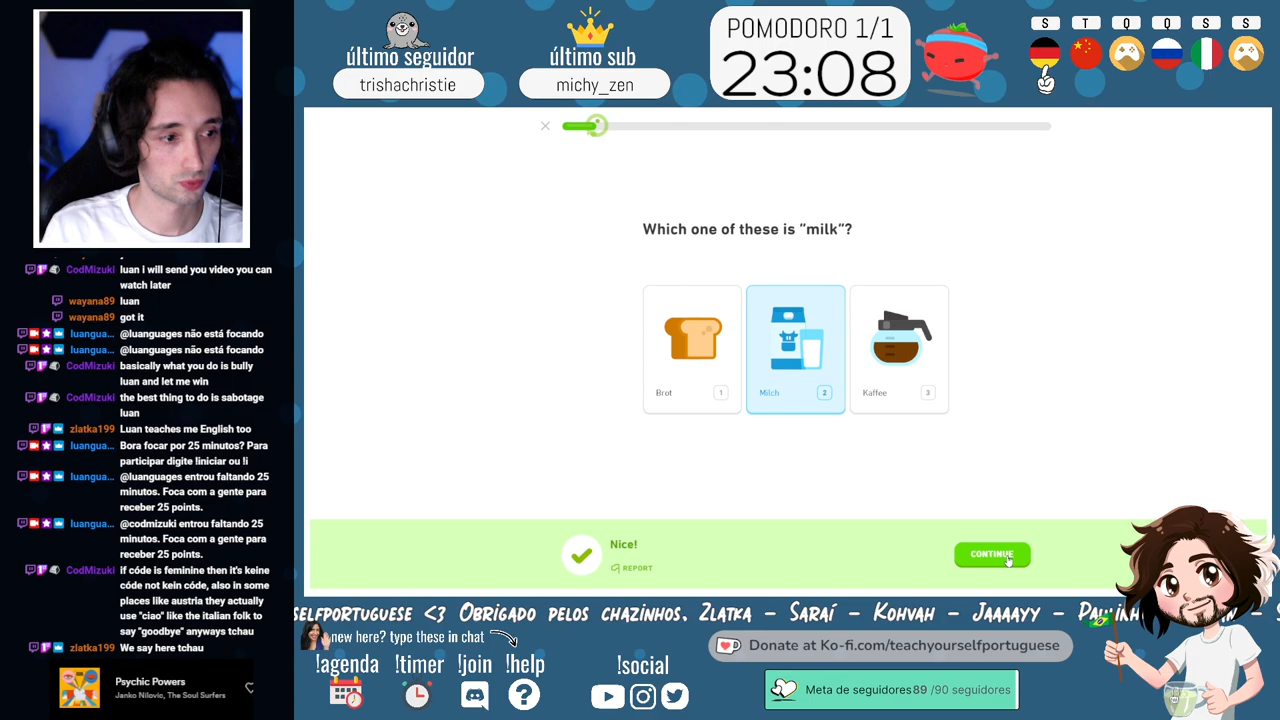 último seguidor
trishachristie
último sub
michy_zen
POMODORO 1/1
23:08
S
T
Q
Q
S
S
Which one of these is "milk"?
Brot
1
Milch
2
Kaffee
3
Nice!
REPORT
CONTINUE
CodMizuki luan i will send you video you can
watch later
wayana89 luan
wayana89 got it
luangua... @luanguages não está focando
luangua... @luanguages não está focando
CodMizuki basically what you do is bully
luan and let me win
CodMizuki the best thing to do is sabotage
luan
zlatka199 Luan teaches me English too
luangua... Bora focar por 25 minutos? Para
participar digite !iniciar ou !i
luangua... @luanguages entrou faltando 25
minutos. Foca com a gente para
receber 25 points.
luangua... @codmizuki entrou faltando 25
minutos. Foca com a gente para
receber 25 points.
CodMizuki if códe is feminine then it's keine
códe not kein códe, also in some
places like austria they actually
use "ciao" like the italian folk to
say "goodbye" anyways tchau
zlatka199 We say here tchau
Psychic Powers
Janko Nilovic, The Soul Surfers
SELFPORTUGUESE <3 OBRIGADO PELOS CHAZINHOS, ZLATKA – SARAÍ – KOHVAH – JAAAAYY –
new here? type these in chat
!agenda
!timer
!join
!help
!social
Donate at Ko-fi.com/teachyourselfportuguese
Meta de seguidores 89 /90 seguidores